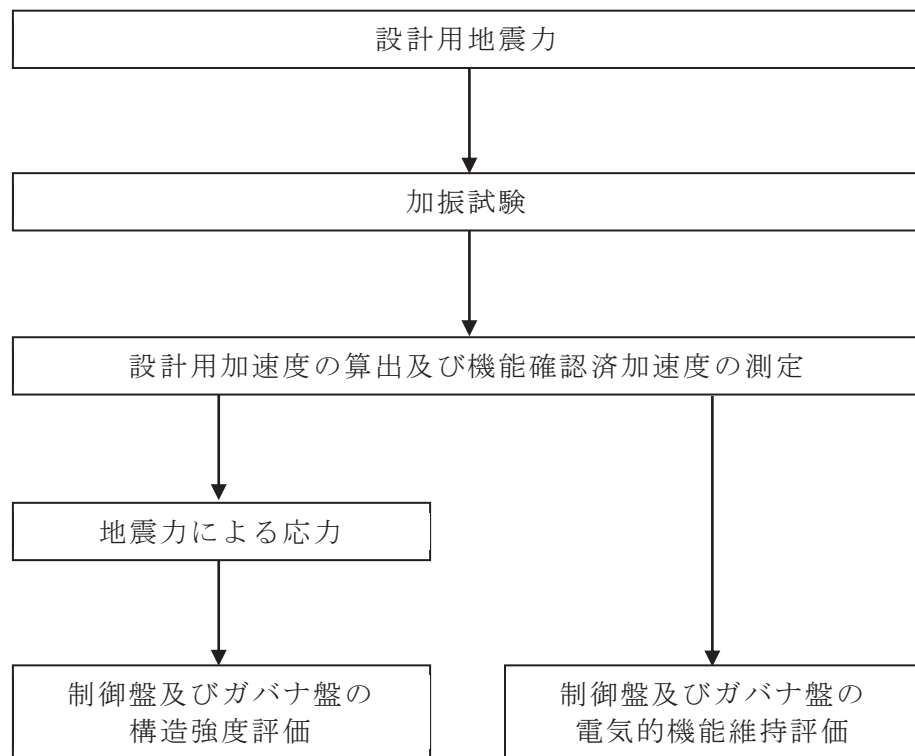 設計用地震力
加振試験
設計用加速度の算出及び機能確認済加速度の測定
地震力による応力
制御盤及びガバナ盤の
構造強度評価
制御盤及びガバナ盤の
電気的機能維持評価